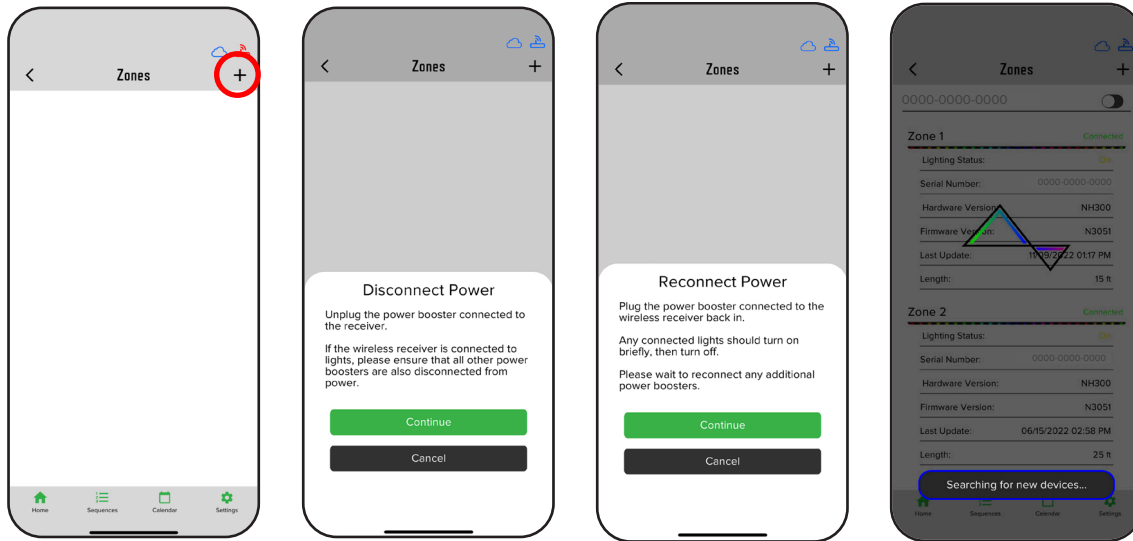 Zones
Home
Sequences
Calendar
Settings
Zones
Disconnect Power
Unplug the power booster connected to
the receiver.
If the wireless receiver is connected to
lights, please ensure that all other power
boosters are also disconnected from
power.
Continue
Cancel
Zones
Reconnect Power
Plug the power booster connected to the
wireless receiver back in.
Any connected lights should turn on
briefly, then turn off.
Please wait to reconnect any additional
power boosters.
Continue
Cancel
Zones
0000-0000-0000
Zone 1 Connected
Lighting Status: On
Serial Number: 0000-0000-0000
Hardware Version: NH300
Firmware Version: N3051
Last Update: 11/09/2022 01:17 PM
Length: 15 ft
Zone 2 Connected
Lighting Status: On
Serial Number: 0000-0000-0000
Hardware Version: NH300
Firmware Version: N3051
Last Update: 06/15/2022 02:58 PM
Length: 25 ft
Searching for new devices...
Home
Sequences
Calendar
Settings